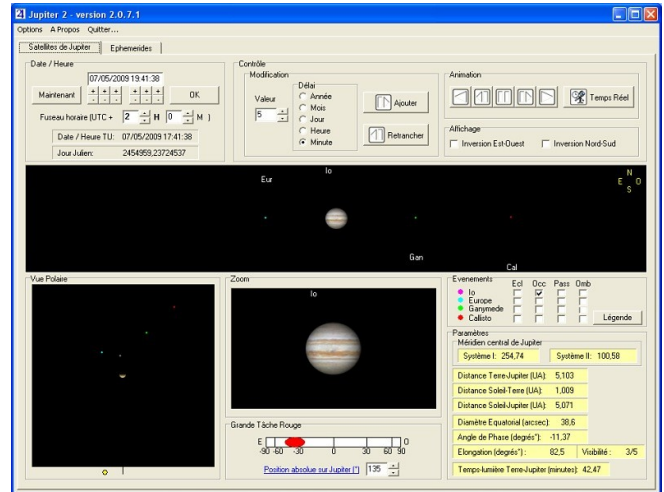 Jupiter 2 - version 2.0.7.1
Options A Propos Quitter...
Satellites de Jupiter Ephemerides
Date / Heure
07/05/2009 19:41:38
Maintenant + + + + + + OK
- - - - - -
Fuseau horaire (UTC + 2 H 0 M )
Date / Heure TU: 07/05/2009 17:41:38
Jour Julien: 2454959,23724537
Contrôle
Modification
Valeur
5
Délai
Année
Mois
Jour
Heure
Minute
Ajouter
Retrancher
Animation
Temps Réel
Affichage
Inversion Est-Ouest Inversion Nord-Sud
Io
Eur
Gan
Cal
N
E O
S
Vue Polaire
Zoom
Io
Grande Tâche Rouge
E O
-90 -60 -30 0 30 60 90
Position absolue sur Jupiter (°) 135
Evenements
Ecl Occ Pass Omb
Io
Europe
Ganymede
Callisto
Légende
Paramètres
Méridien central de Jupiter
Système I: 254,74 Système II: 100,58
Distance Terre-Jupiter (UA): 5,103
Distance Soleil-Terre (UA): 1,009
Distance Soleil-Jupiter (UA): 5,071
Diamètre Equatorial (arcsec): 38,6
Angle de Phase (degrés°): -11,37
Elongation (degrés°) : 82,5 Visibilité : 3/5
Temps-lumière Terre-Jupiter (minutes): 42,47